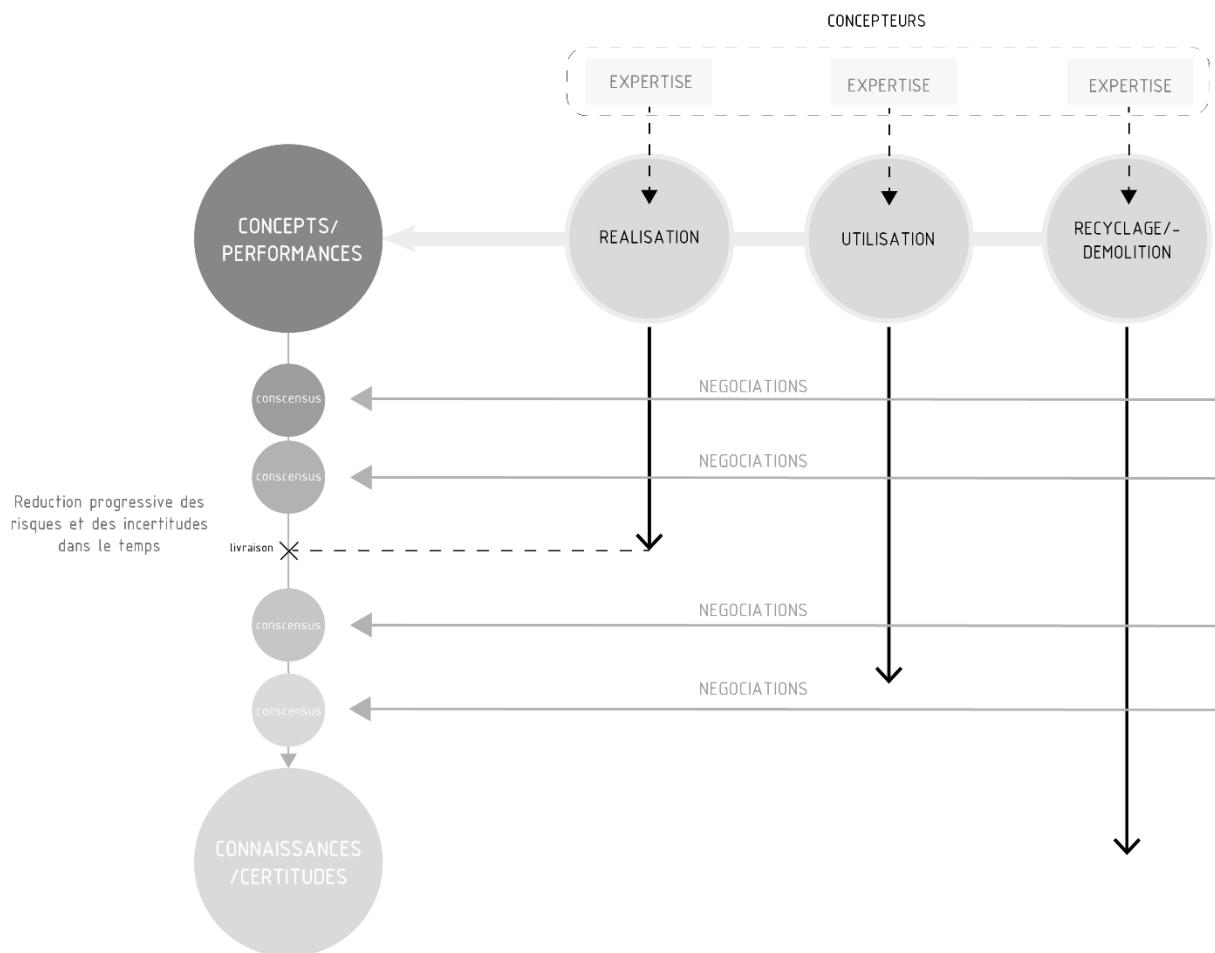 CONCEPTEURS
EXPERTISE
EXPERTISE
EXPERTISE
CONCEPTS/
PERFORMANCES
REALISATION
UTILISATION
RECYCLAGE/-
DEMOLITION
NEGOCIATIONS
conscensus
NEGOCIATIONS
conscensus
Reduction progressive des
risques et des incertitudes
dans le temps
livraison
NEGOCIATIONS
conscensus
NEGOCIATIONS
conscensus
CONNAISSANCES
/CERTITUDES